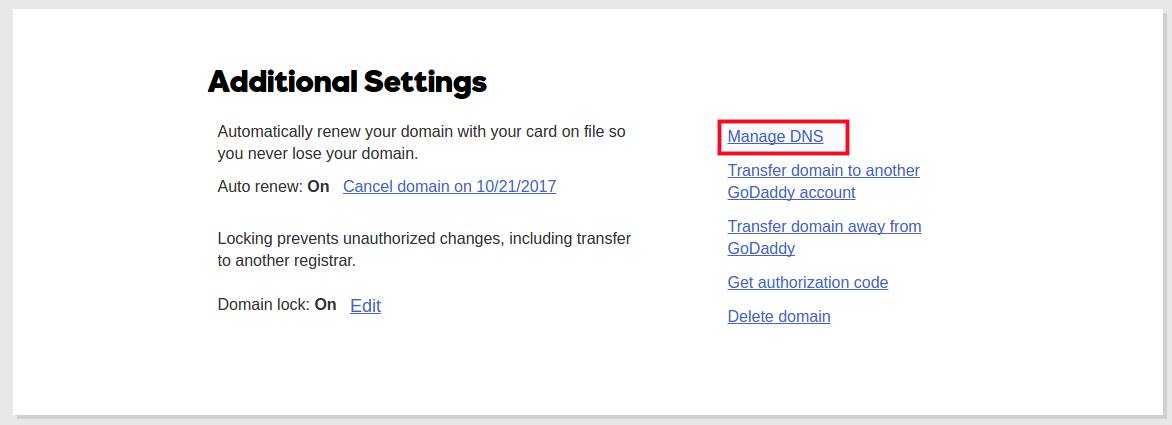 Additional Settings
Automatically renew your domain with your card on file so
you never lose your domain.
Auto renew: On Cancel domain on 10/21/2017
Locking prevents unauthorized changes, including transfer
to another registrar.
Domain lock: On Edit
Manage DNS
Transfer domain to another
GoDaddy account
Transfer domain away from
GoDaddy
Get authorization code
Delete domain